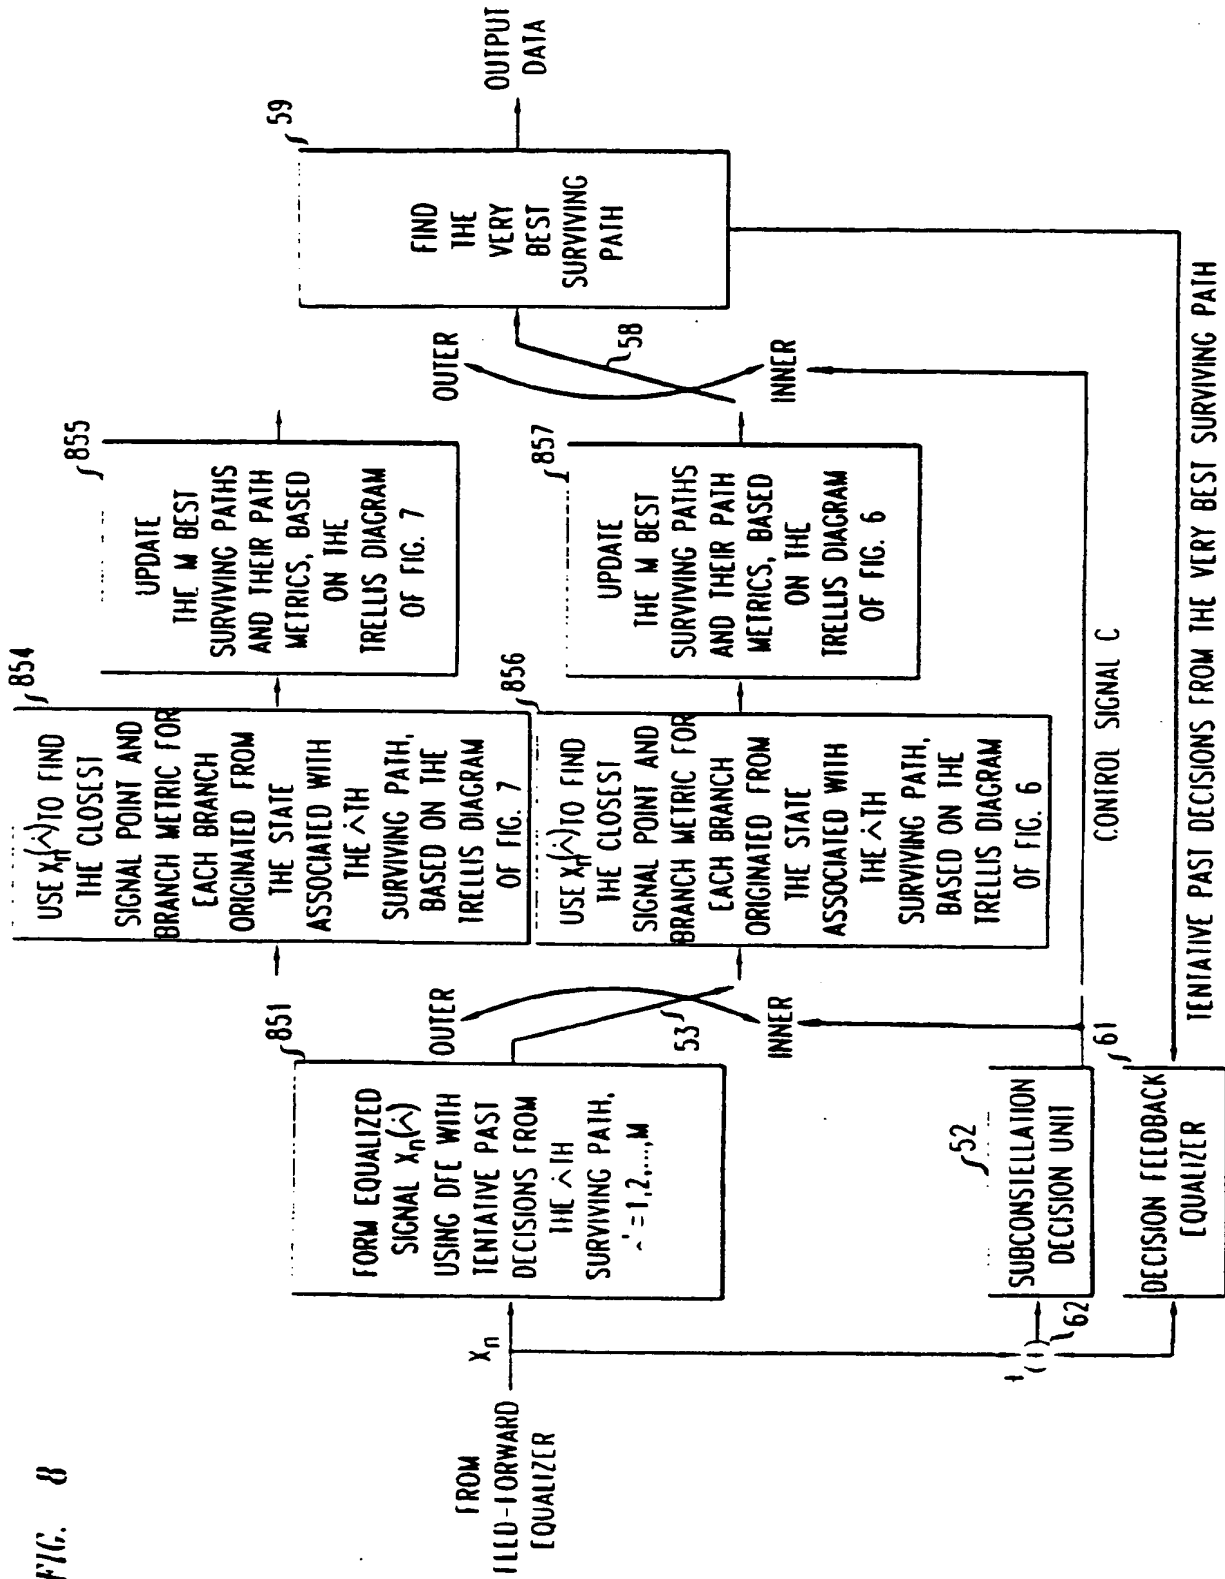 FIG. 8
FROM
FEED-FORWARD
EQUALIZER
Xn
851
FORM EQUALIZED
SIGNAL Xn(i)
USING DFE WITH
TENTATIVE PAST
DECISIONS FROM
THE iTH
SURVIVING PATH,
i=1,2,...,M
OUTER
INNER
53
854
USE Xn(i) TO FIND
THE CLOSEST
SIGNAL POINT AND
BRANCH METRIC FOR
EACH BRANCH
ORIGINATED FROM
THE STATE
ASSOCIATED WITH
THE iTH
SURVIVING PATH,
BASED ON THE
TRELLIS DIAGRAM
OF FIG. 7
855
UPDATE
THE M BEST
SURVIVING PATHS
AND THEIR PATH
METRICS, BASED
ON THE
TRELLIS DIAGRAM
OF FIG. 7
856
USE Xn(i) TO FIND
THE CLOSEST
SIGNAL POINT AND
BRANCH METRIC FOR
EACH BRANCH
ORIGINATED FROM
THE STATE
ASSOCIATED WITH
THE iTH
SURVIVING PATH,
BASED ON THE
TRELLIS DIAGRAM
OF FIG. 6
857
UPDATE
THE M BEST
SURVIVING PATHS
AND THEIR PATH
METRICS, BASED
ON THE
TRELLIS DIAGRAM
OF FIG. 6
OUTER
INNER
58
59
FIND
THE
VERY
BEST
SURVIVING
PATH
OUTPUT
DATA
+
62
52
SUBCONSTELLATION
DECISION UNIT
CONTROL SIGNAL C
61
DECISION FEEDBACK
EQUALIZER
TENTATIVE PAST DECISIONS FROM THE VERY BEST SURVIVING PATH